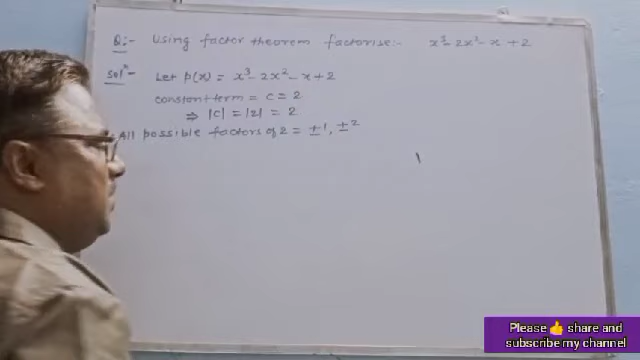 Q:- Using factor theorem factorise:- x³-2x²-x+2
Solⁿ- Let p(x) = x³-2x²-x+2
constant term = c = 2
⇒ |c| = |2| = 2
All possible factors of 2 = ±1, ±2
Please 👍 share and
subscribe my channel